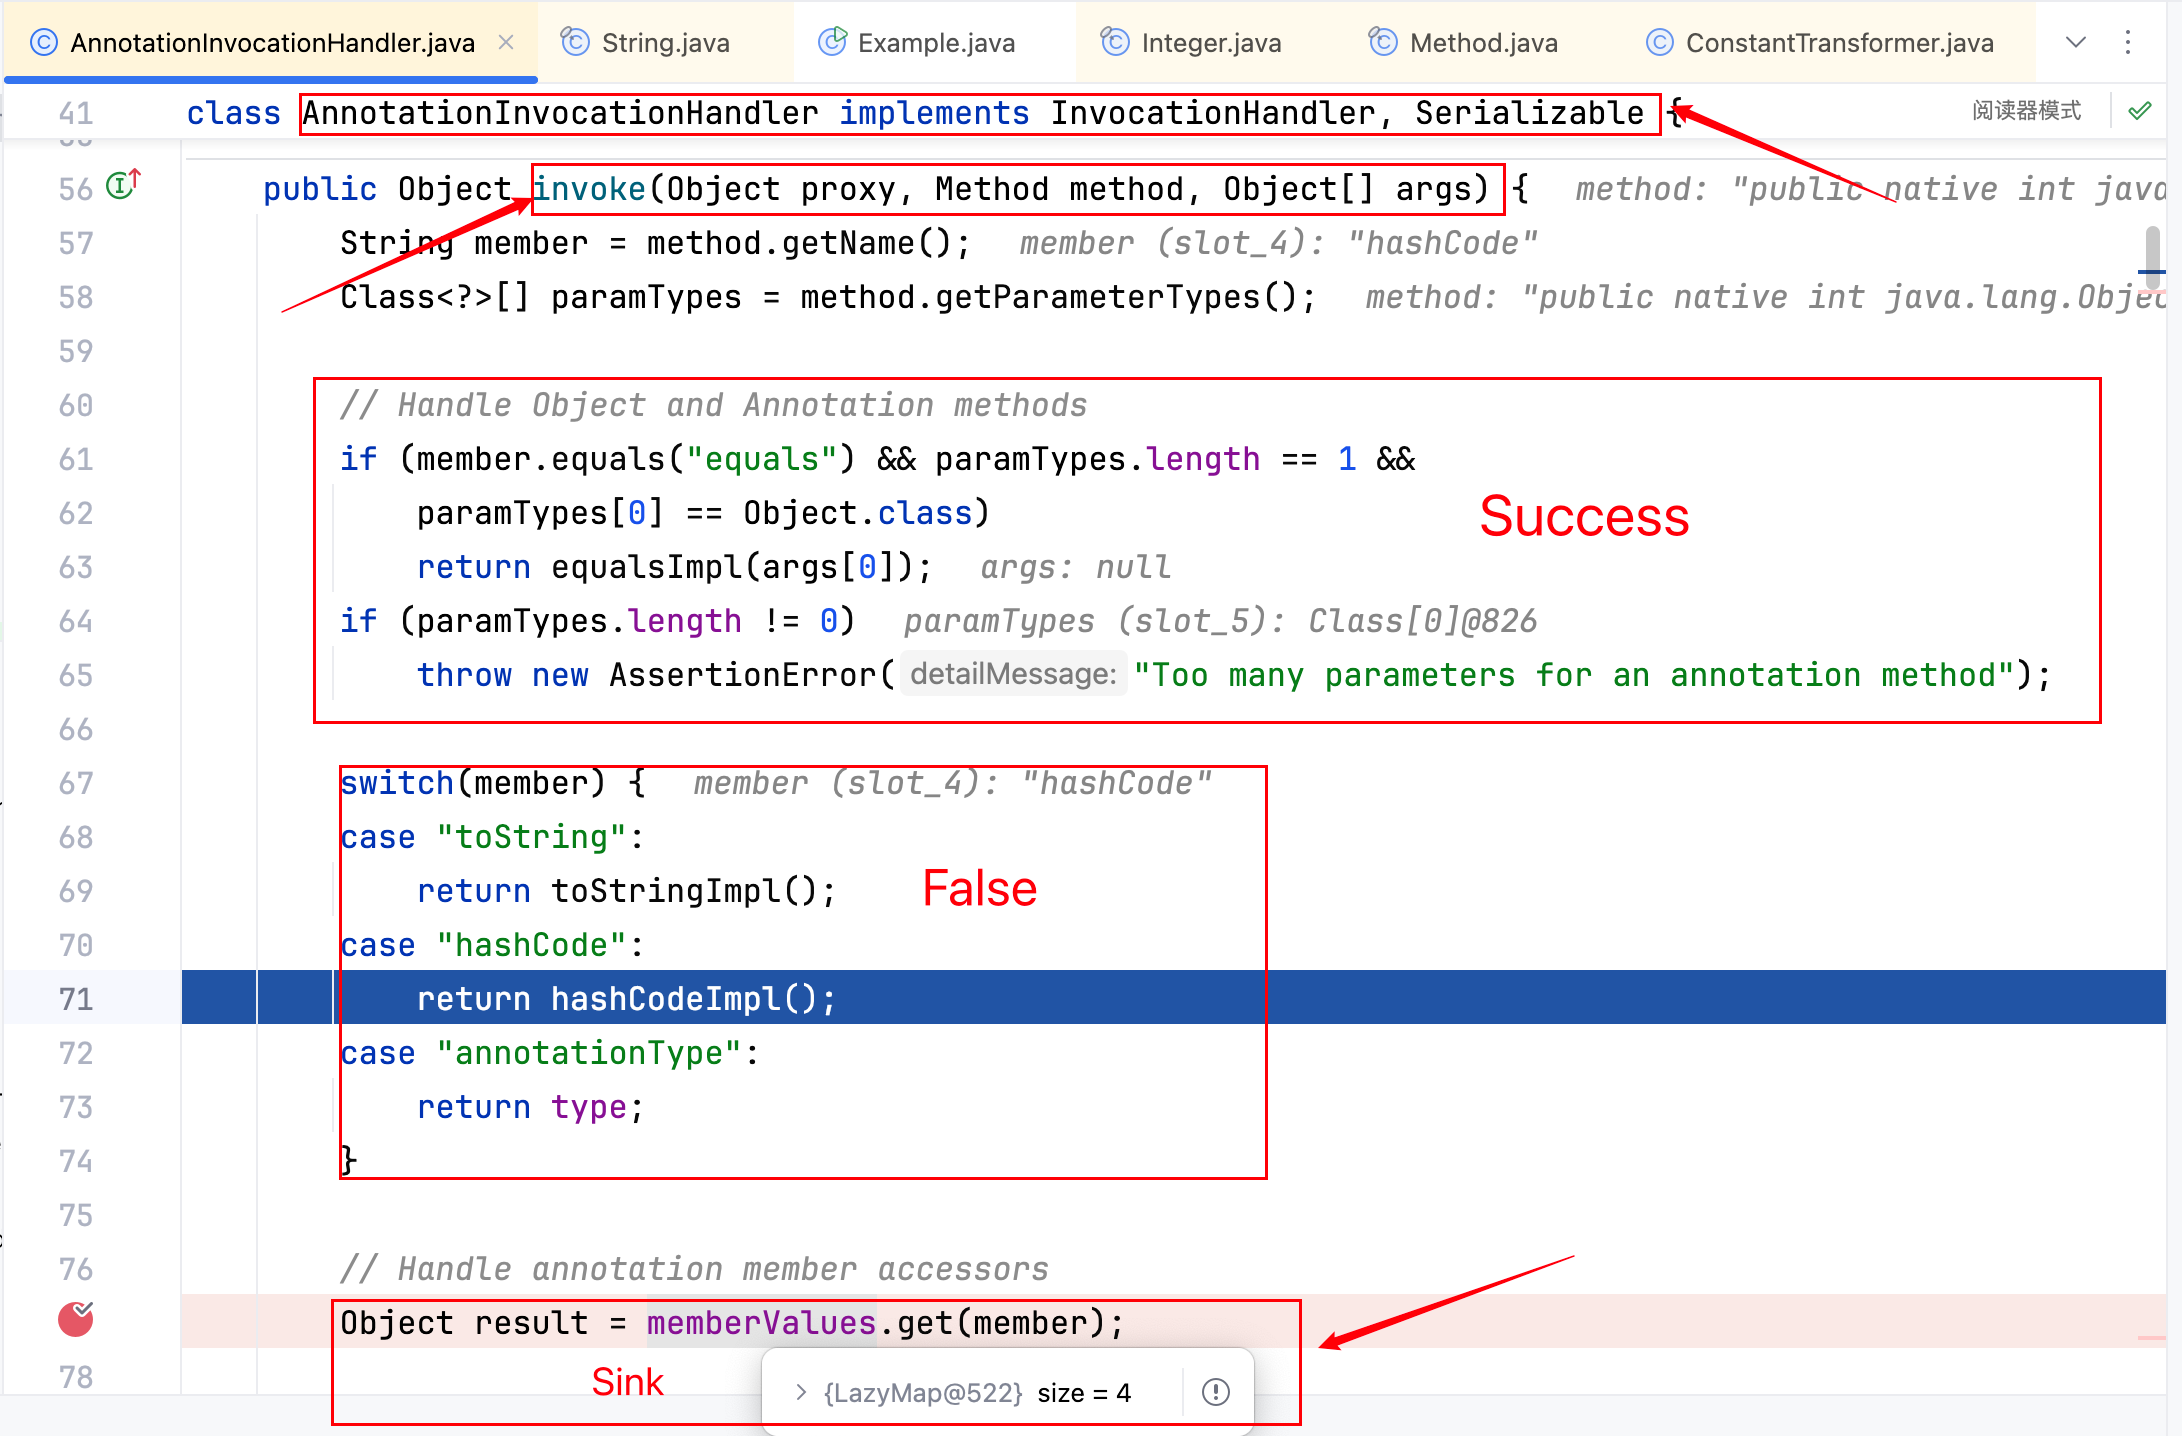 AnnotationInvocationHandler.java String.java Example.java Integer.java Method.java ConstantTransformer.java
41 class AnnotationInvocationHandler implements InvocationHandler, Serializable { 阅读器模式
56 public Object invoke(Object proxy, Method method, Object[] args) { method: "public native int java
57 String member = method.getName(); member (slot_4): "hashCode"
58 Class<?>[] paramTypes = method.getParameterTypes(); method: "public native int java.lang.Objec
59
60 // Handle Object and Annotation methods
61 if (member.equals("equals") && paramTypes.length == 1 &&
62 paramTypes[0] == Object.class)
Success
63 return equalsImpl(args[0]); args: null
64 if (paramTypes.length != 0) paramTypes (slot_5): Class[0]@826
65 throw new AssertionError( detailMessage: "Too many parameters for an annotation method");
66
67 switch(member) { member (slot_4): "hashCode"
68 case "toString":
69 return toStringImpl(); False
70 case "hashCode":
71 return hashCodeImpl();
72 case "annotationType":
73 return type;
74 }
75
76 // Handle annotation member accessors
Object result = memberValues.get(member);
78 Sink {LazyMap@522} size = 4